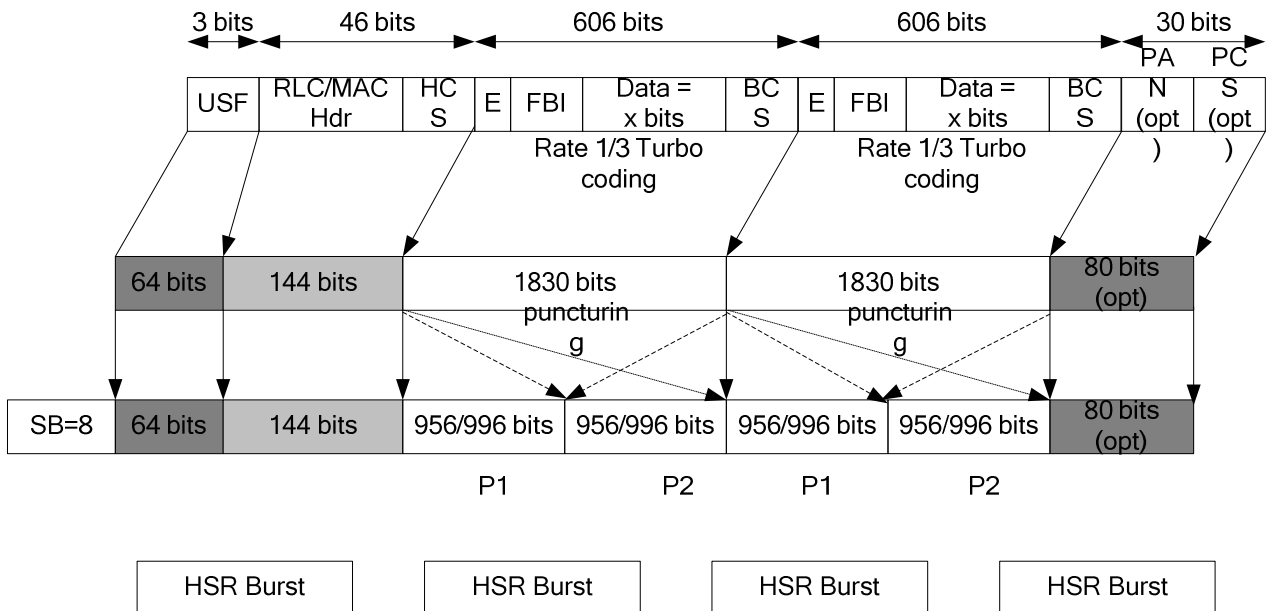 3 bits 46 bits 606 bits 606 bits 30 bits
USF
RLC/MAC
Hdr
HC
S
E
FBI
Data =
x bits
BC
S
E
FBI
Data =
x bits
BC
S
PA
N
(opt
)
PC
S
(opt
)
Rate 1/3 Turbo
coding
Rate 1/3 Turbo
coding
64 bits
144 bits
1830 bits
puncturin
g
1830 bits
puncturin
g
80 bits
(opt)
SB=8
64 bits
144 bits
956/996 bits
956/996 bits
956/996 bits
956/996 bits
80 bits
(opt)
P1 P2 P1 P2
HSR Burst HSR Burst HSR Burst HSR Burst